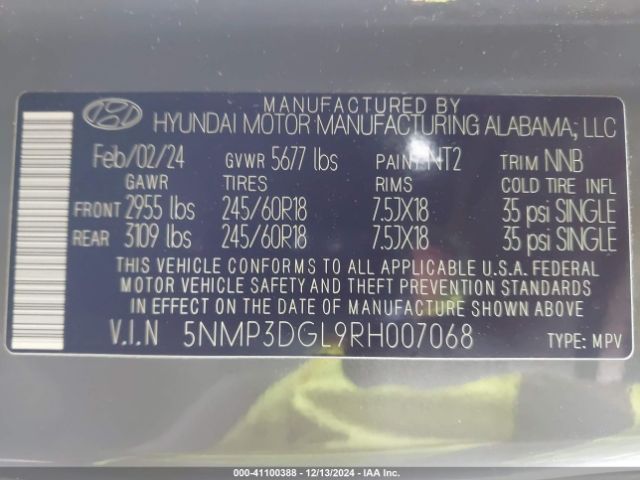 MANUFACTURED BY
HYUNDAI MOTOR MANUFACTURING ALABAMA, LLC
Feb/02/24 GVWR 5677 lbs PAINT NT2 TRIM NNB
GAWR TIRES RIMS COLD TIRE INFL
FRONT 2955 lbs 245/60R18 7.5JX18 35 psi SINGLE
REAR 3109 lbs 245/60R18 7.5JX18 35 psi SINGLE
THIS VEHICLE CONFORMS TO ALL APPLICABLE U.S.A. FEDERAL
MOTOR VEHICLE SAFETY AND THEFT PREVENTION STANDARDS
IN EFFECT ON THE DATE OF MANUFACTURE SHOWN ABOVE
V.I.N 5NMP3DGL9RH007068 TYPE: MPV
000-41100388 - 12/13/2024 - IAA Inc.